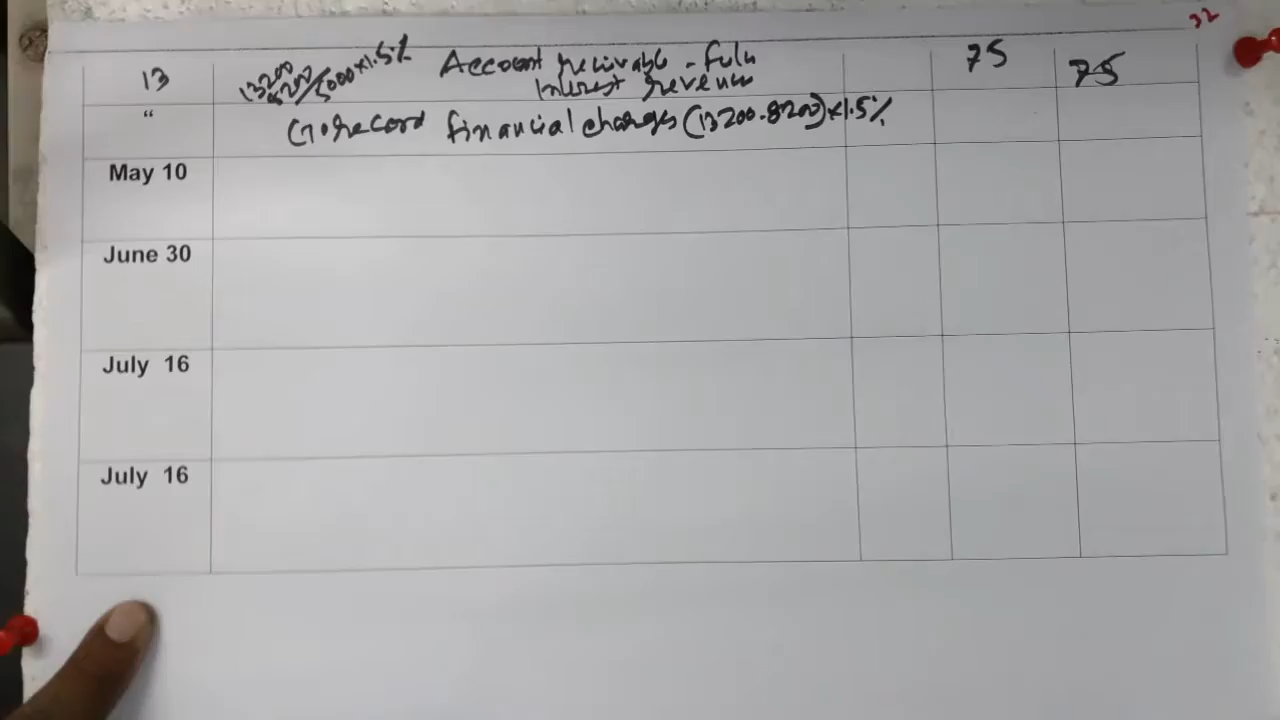 32
13 13200 8200 5000×1.5% Account receivable - Fulu 75
Interest revenue 75
" (To record financial charges (13200-8200)×1.5%
May 10
June 30
July 16
July 16